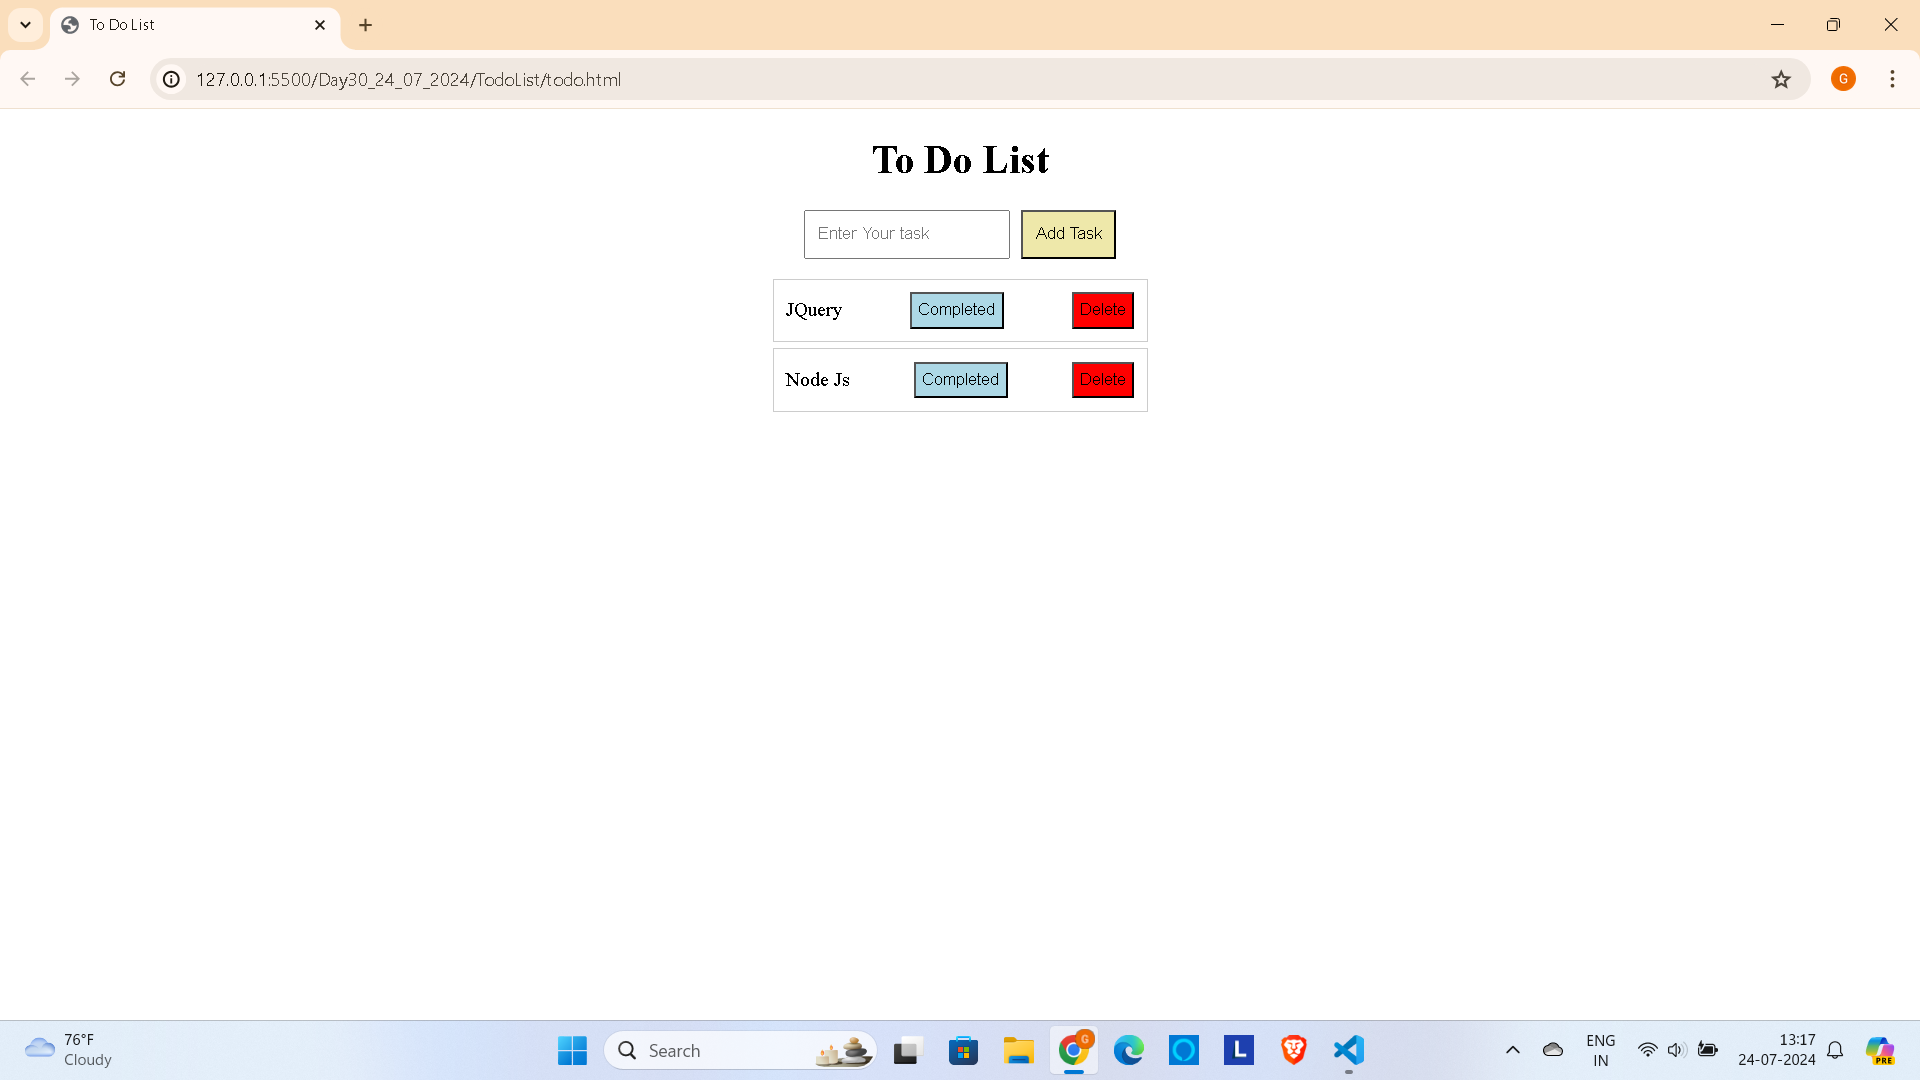 To Do List
127.0.0.1:5500/Day30_24_07_2024/TodoList/todo.html
G
To Do List
Enter Your task Add Task
JQuery Completed Delete
Node Js Completed Delete
76°F
Cloudy
Search
G
L
ENG
IN
13:17
24-07-2024
PRE